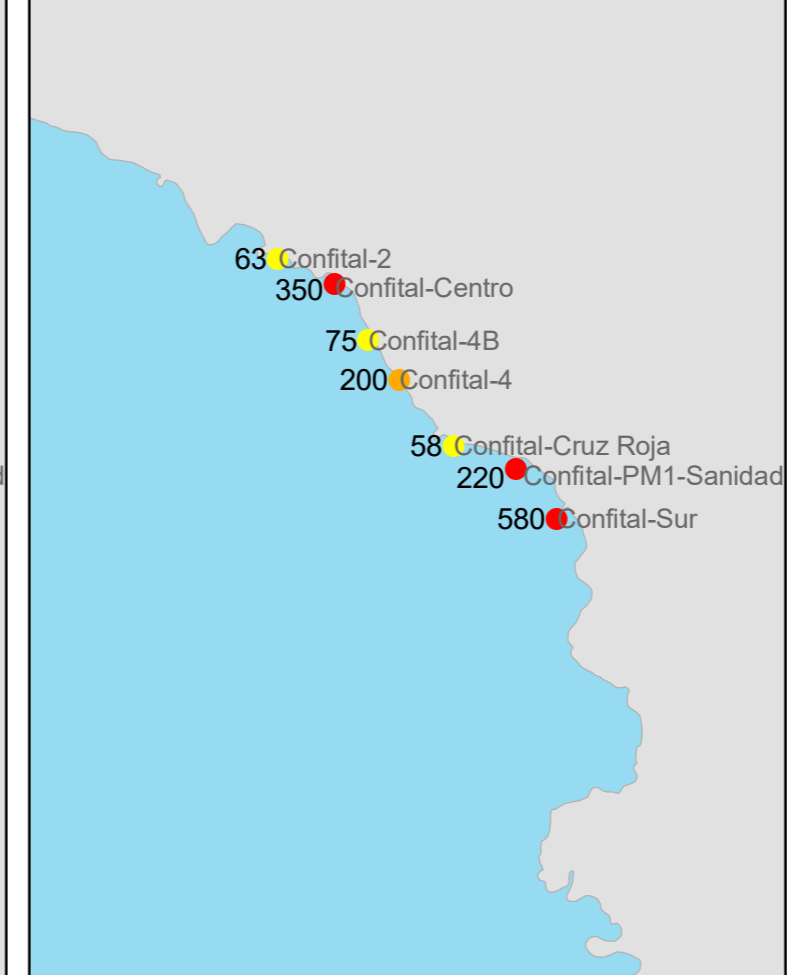 63 Confital-2
350 Confital-Centro
75 Confital-4B
200 Confital-4
58 Confital-Cruz Roja
220 Confital-PM1-Sanidad
580 Confital-Sur